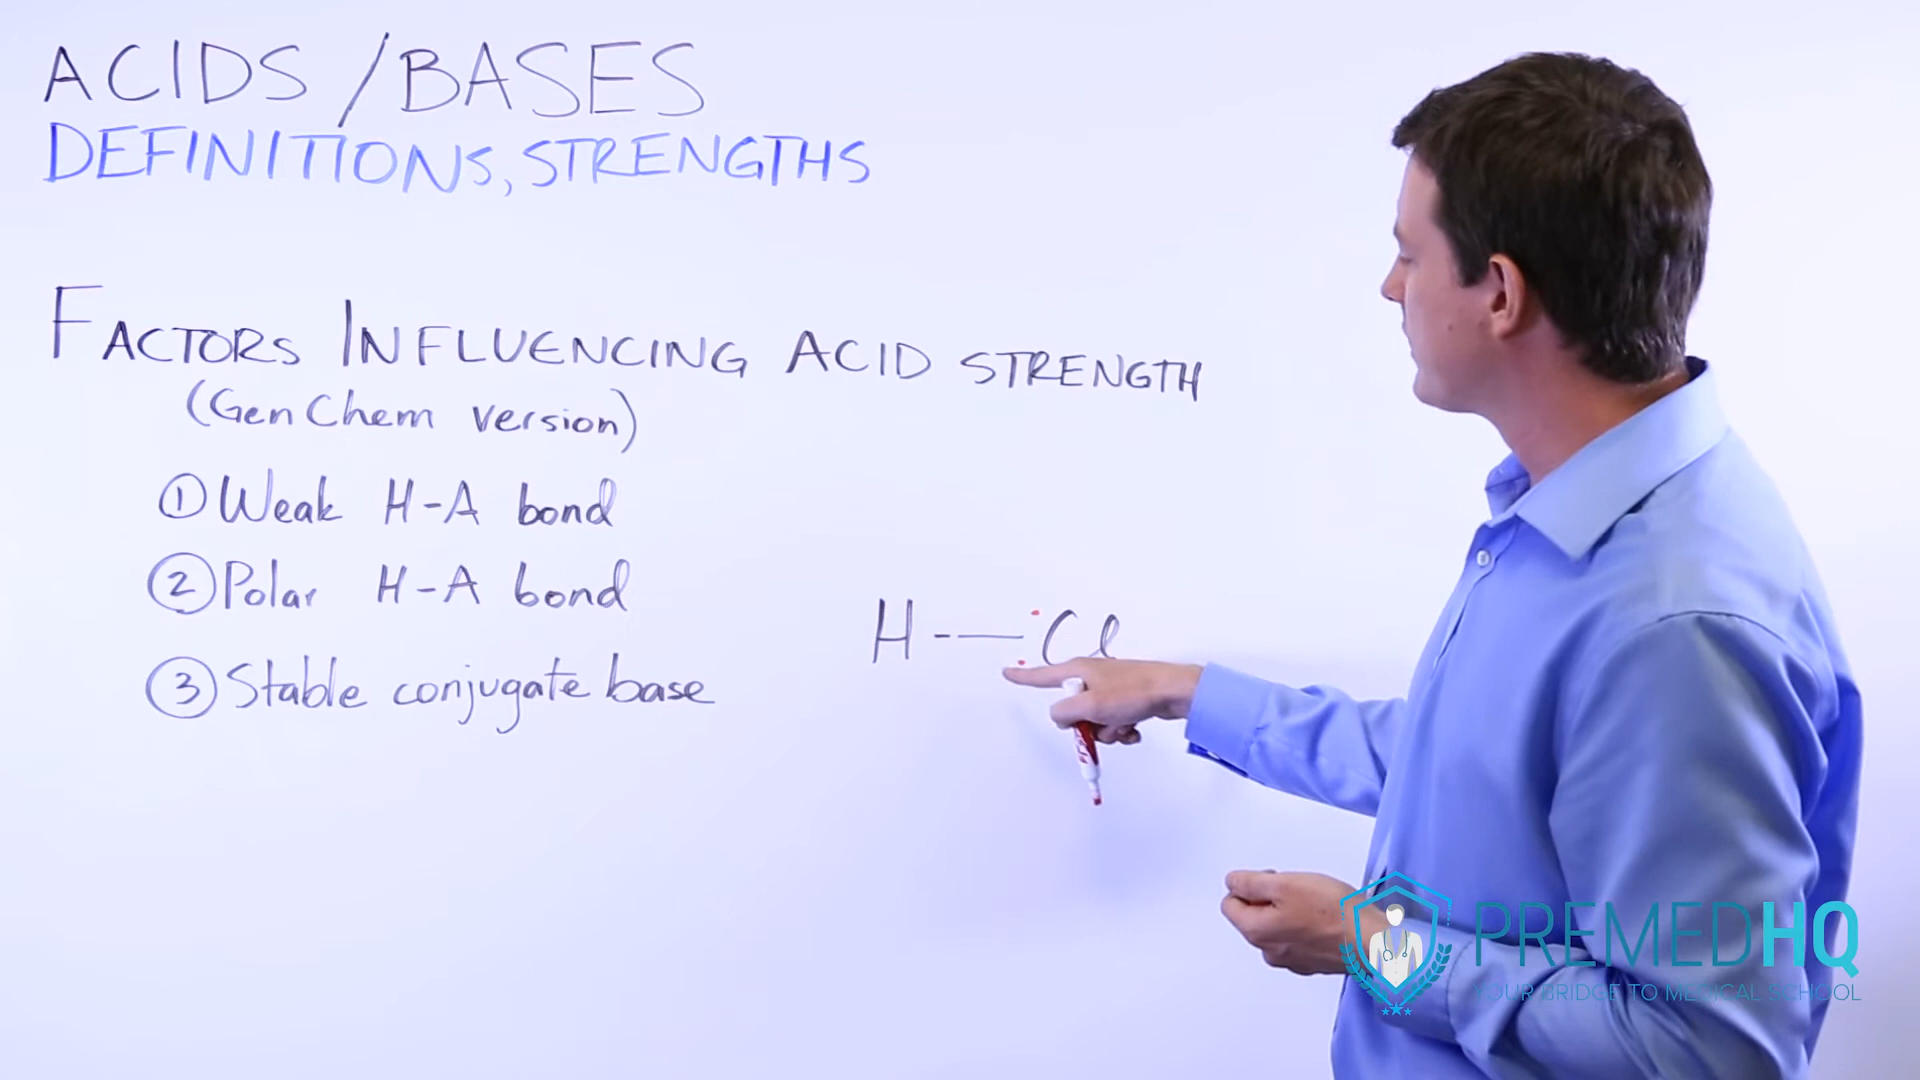 ACIDS/BASES
DEFINITIONS, STRENGTHS
FACTORS INFLUENCING ACID STRENGTH
(Gen Chem version)
① Weak H-A bond
② Polar H-A bond
③ Stable conjugate base
H — Cl
PREMEDHQ
YOUR BRIDGE TO MEDICAL SCHOOL